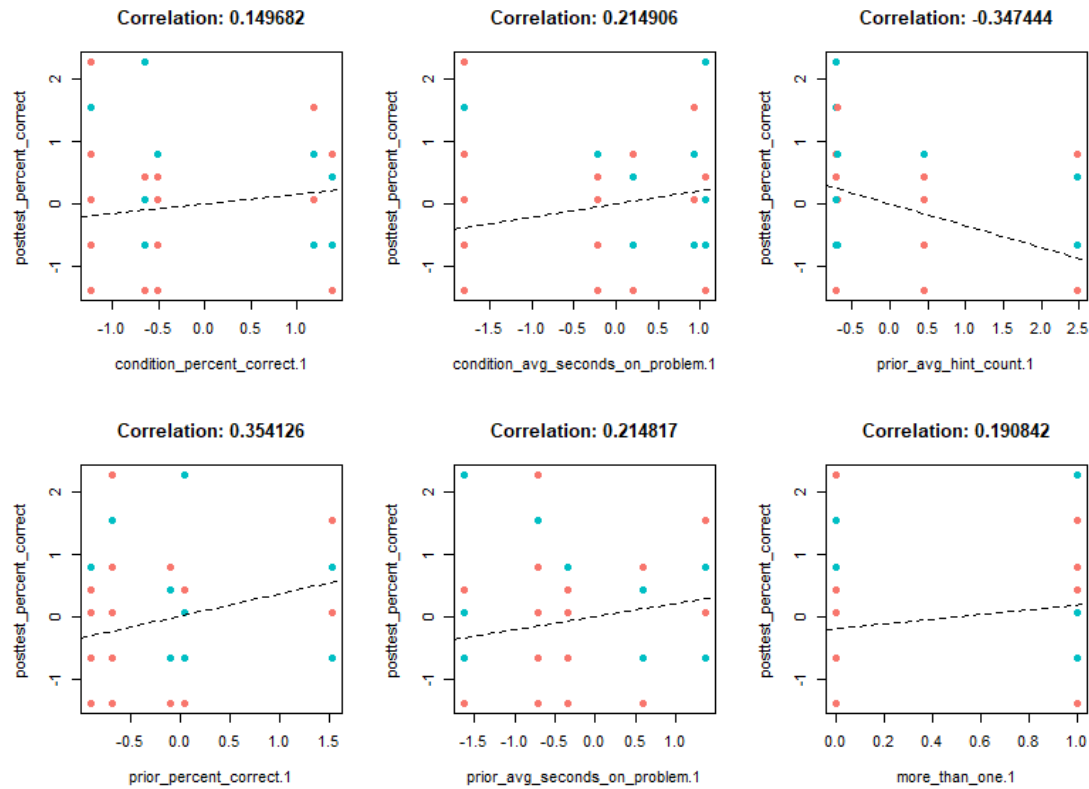 Correlation: 0.149682
posttest_percent_correct
2
1
0
-1
-1.0 -0.5 0.0 0.5 1.0
condition_percent_correct.1
Correlation: 0.214906
posttest_percent_correct
2
1
0
-1
-1.5 -1.0 -0.5 0.0 0.5 1.0
condition_avg_seconds_on_problem.1
Correlation: -0.347444
posttest_percent_correct
2
1
0
-1
-0.5 0.0 0.5 1.0 1.5 2.0 2.5
prior_avg_hint_count.1
Correlation: 0.354126
posttest_percent_correct
2
1
0
-1
-0.5 0.0 0.5 1.0 1.5
prior_percent_correct.1
Correlation: 0.214817
posttest_percent_correct
2
1
0
-1
-1.5 -1.0 -0.5 0.0 0.5 1.0
prior_avg_seconds_on_problem.1
Correlation: 0.190842
posttest_percent_correct
2
1
0
-1
0.0 0.2 0.4 0.6 0.8 1.0
more_than_one.1